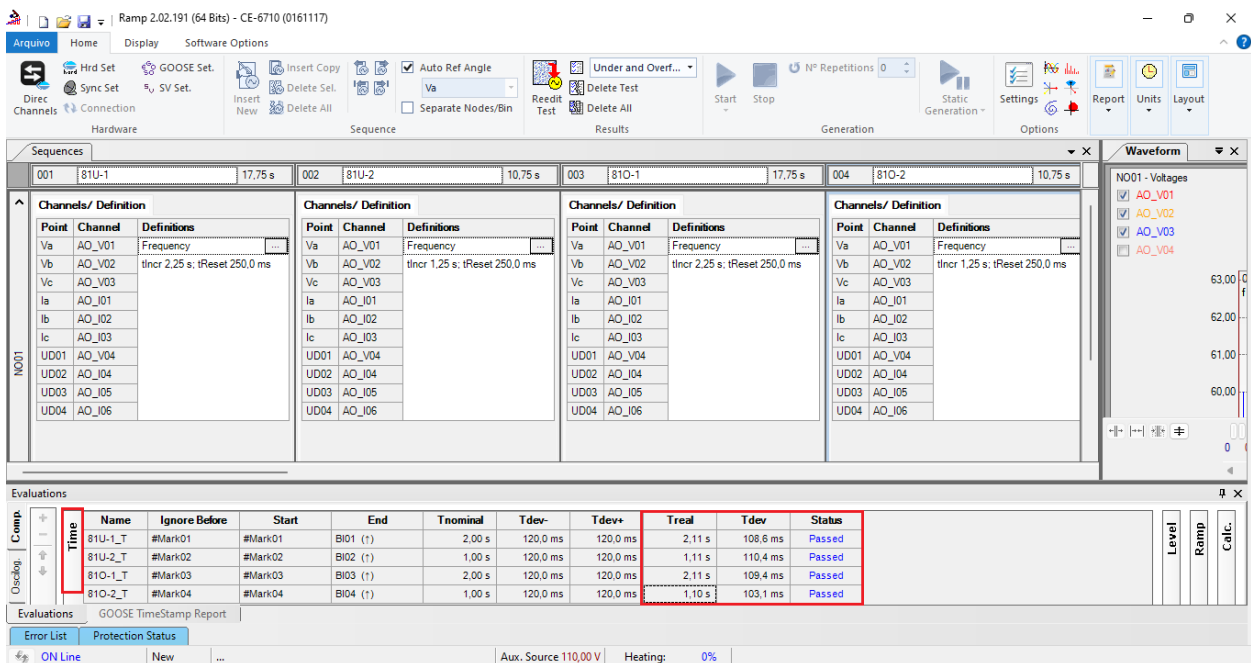 Ramp 2.02.191 (64 Bits) - CE-6710 (0161117)
Arquivo Home Display Software Options
Direc Channels
Hrd Set
Sync Set
Connection
GOOSE Set.
SV Set.
Hardware
Insert New
Insert Copy
Delete Sel.
Delete All
Auto Ref Angle
Va
Separate Nodes/Bin
Sequence
Reedit Test
Under and Overf...
Delete Test
Delete All
Results
Start Stop
Nº Repetitions 0
Static Generation
Generation
Settings
Options
Report Units Layout
Sequences
001 81U-1 17,75 s 002 81U-2 10,75 s 003 81O-1 17,75 s 004 81O-2 10,75 s
NO01
Channels/ Definition
Point Channel Definitions
Va AO_V01 Frequency ...
Vb AO_V02 tIncr 2,25 s; tReset 250,0 ms
Vc AO_V03
Ia AO_I01
Ib AO_I02
Ic AO_I03
UD01 AO_V04
UD02 AO_I04
UD03 AO_I05
UD04 AO_I06
Channels/ Definition
Point Channel Definitions
Va AO_V01 Frequency ...
Vb AO_V02 tIncr 1,25 s; tReset 250,0 ms
Vc AO_V03
Ia AO_I01
Ib AO_I02
Ic AO_I03
UD01 AO_V04
UD02 AO_I04
UD03 AO_I05
UD04 AO_I06
Channels/ Definition
Point Channel Definitions
Va AO_V01 Frequency ...
Vb AO_V02 tIncr 2,25 s; tReset 250,0 ms
Vc AO_V03
Ia AO_I01
Ib AO_I02
Ic AO_I03
UD01 AO_V04
UD02 AO_I04
UD03 AO_I05
UD04 AO_I06
Channels/ Definition
Point Channel Definitions
Va AO_V01 Frequency ...
Vb AO_V02 tIncr 1,25 s; tReset 250,0 ms
Vc AO_V03
Ia AO_I01
Ib AO_I02
Ic AO_I03
UD01 AO_V04
UD02 AO_I04
UD03 AO_I05
UD04 AO_I06
Waveform
NO01 - Voltages
AO_V01
AO_V02
AO_V03
AO_V04
63,00
62,00
61,00
60,00
0
Evaluations
Comp.
Oscilog.
Time
Name Ignore Before Start End Tnominal Tdev- Tdev+ Treal Tdev Status
81U-1_T #Mark01 #Mark01 BI01 (↑) 2,00 s 120,0 ms 120,0 ms 2,11 s 108,6 ms Passed
81U-2_T #Mark02 #Mark02 BI02 (↑) 1,00 s 120,0 ms 120,0 ms 1,11 s 110,4 ms Passed
81O-1_T #Mark03 #Mark03 BI03 (↑) 2,00 s 120,0 ms 120,0 ms 2,11 s 109,4 ms Passed
81O-2_T #Mark04 #Mark04 BI04 (↑) 1,00 s 120,0 ms 120,0 ms 1,10 s 103,1 ms Passed
Level
Ramp
Calc.
Evaluations GOOSE TimeStamp Report
Error List Protection Status
ON Line New ... Aux. Source 110,00 V Heating: 0%